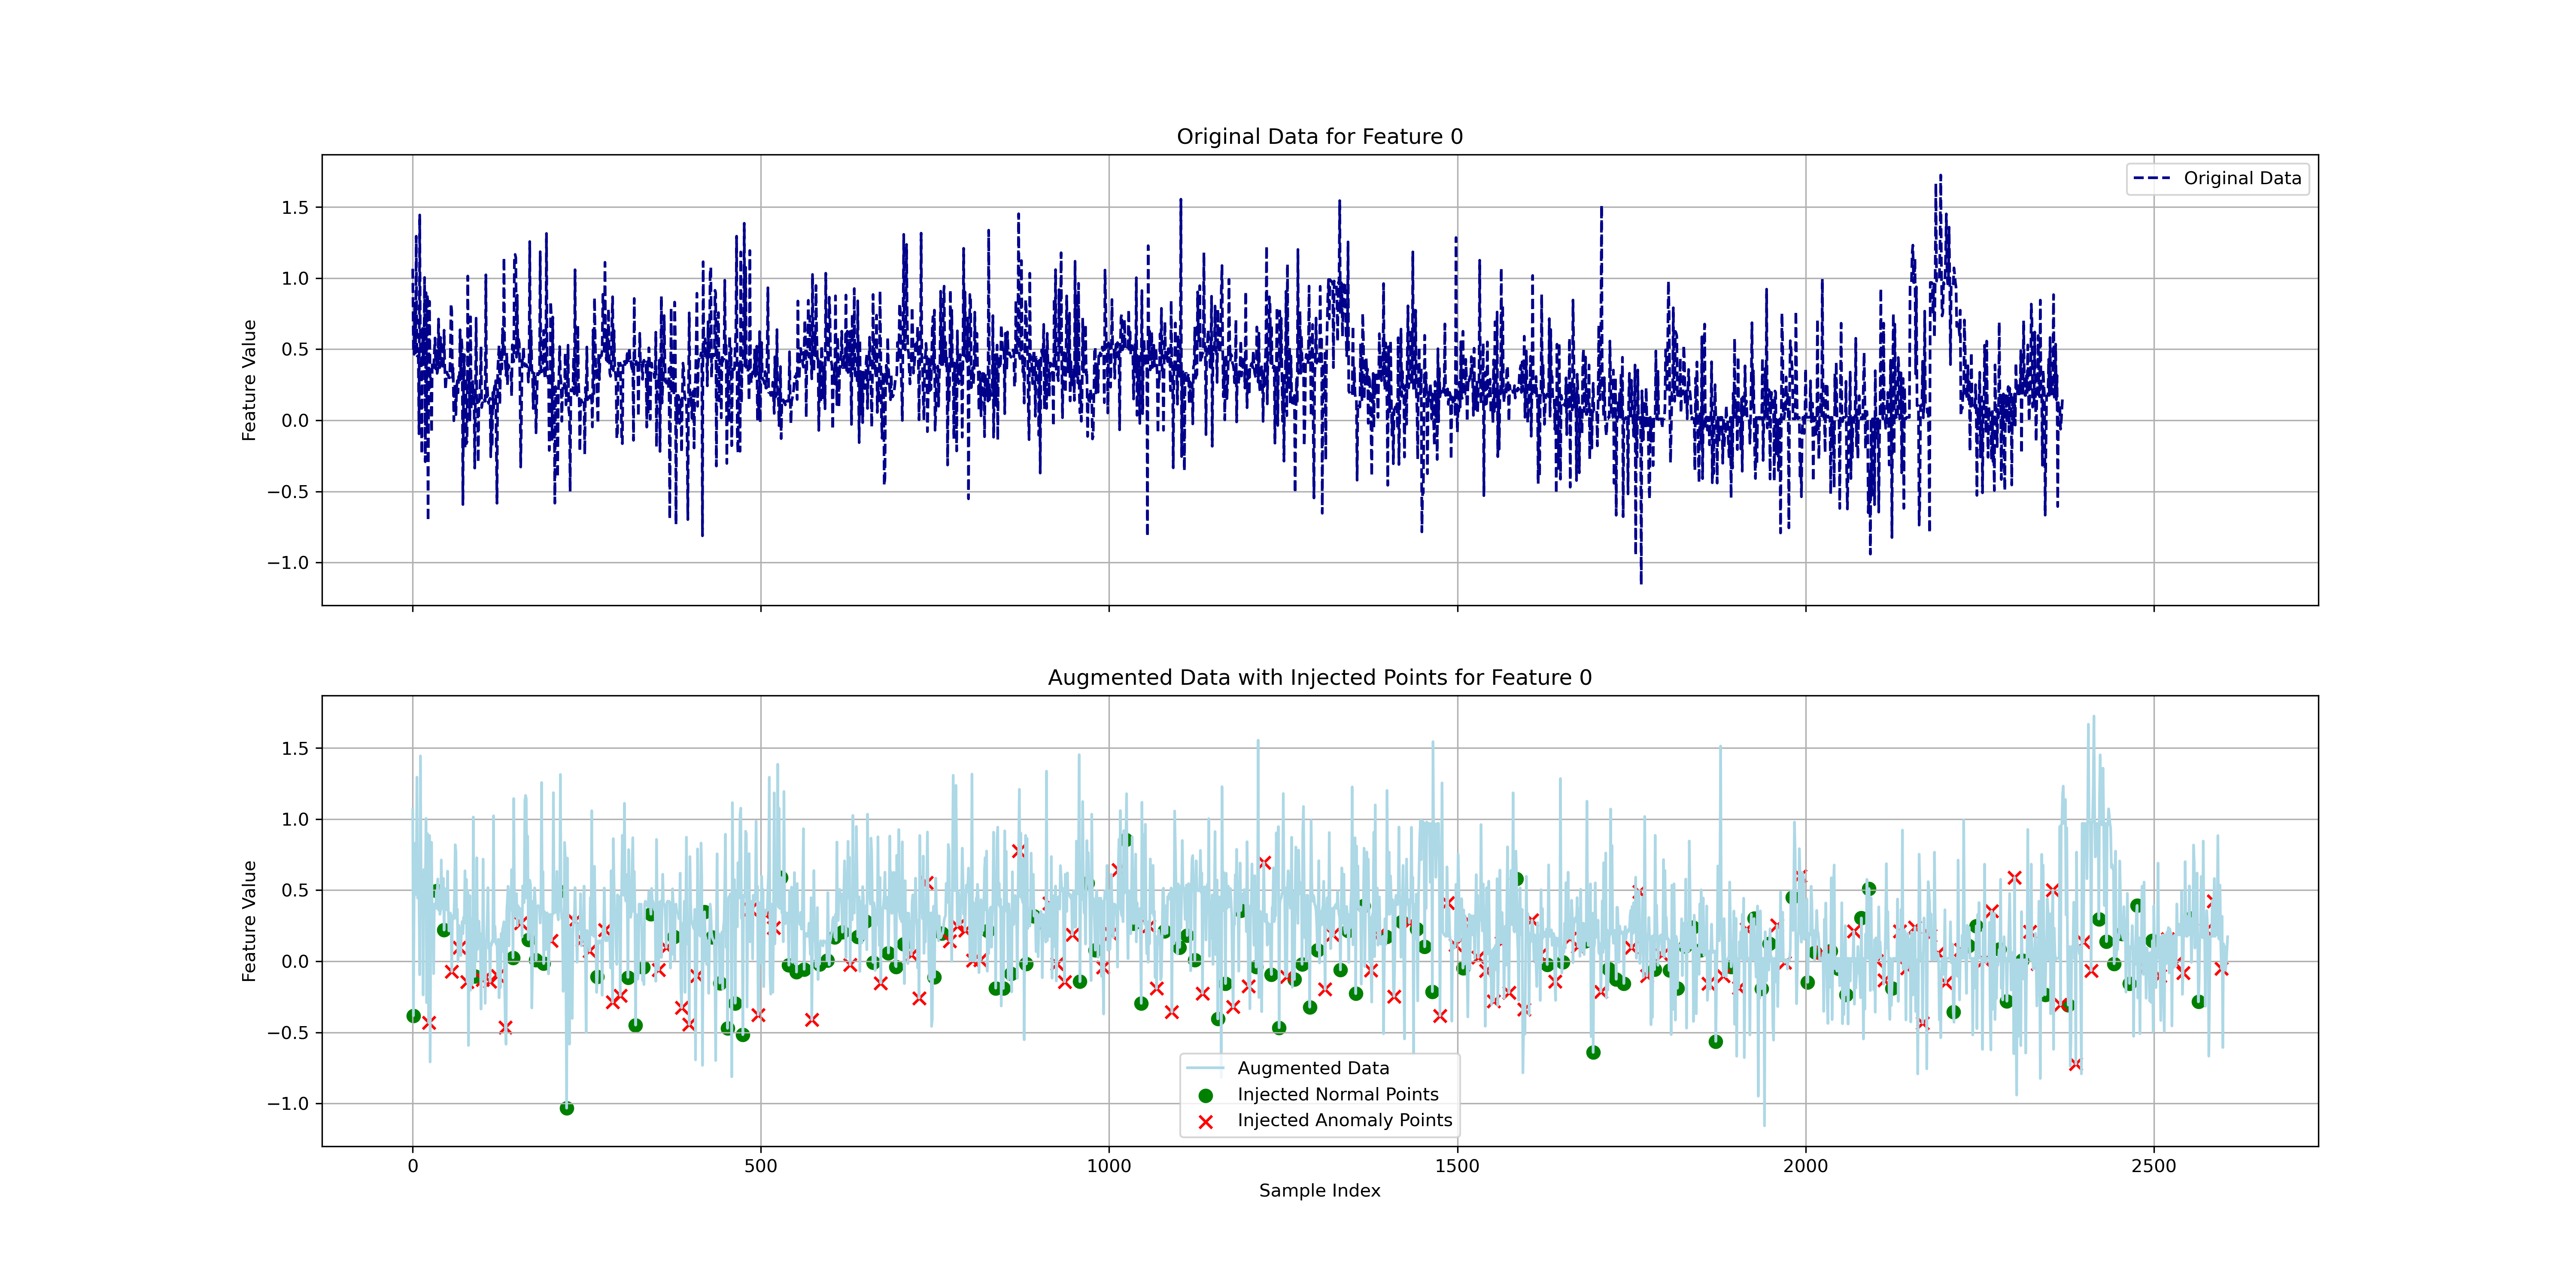 Original Data for Feature 0
Original Data
Feature Value
1.5
1.0
0.5
0.0
−0.5
−1.0
Augmented Data with Injected Points for Feature 0
Feature Value
1.5
1.0
0.5
0.0
−0.5
−1.0
Augmented Data
Injected Normal Points
Injected Anomaly Points
0 500 1000 1500 2000 2500
Sample Index